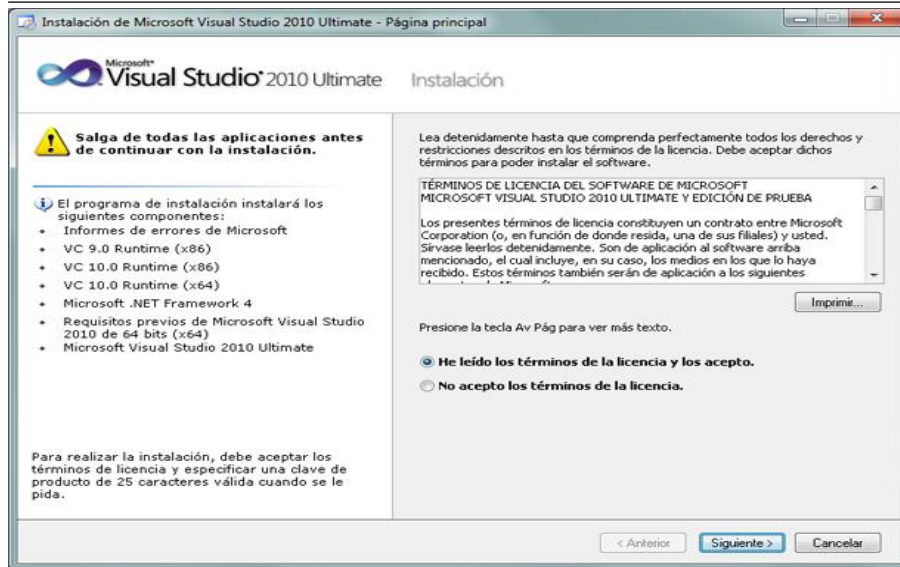 Instalación de Microsoft Visual Studio 2010 Ultimate - Página principal
Microsoft®
Visual Studio® 2010 Ultimate
Instalación
Salga de todas las aplicaciones antes
de continuar con la instalación.
El programa de instalación instalará los
siguientes componentes:
• Informes de errores de Microsoft
• VC 9.0 Runtime (x86)
• VC 10.0 Runtime (x86)
• VC 10.0 Runtime (x64)
• Microsoft .NET Framework 4
• Requisitos previos de Microsoft Visual Studio
2010 de 64 bits (x64)
• Microsoft Visual Studio 2010 Ultimate
Para realizar la instalación, debe aceptar los
términos de licencia y especificar una clave de
producto de 25 caracteres válida cuando se le
pida.
Lea detenidamente hasta que comprenda perfectamente todos los derechos y
restricciones descritos en los términos de la licencia. Debe aceptar dichos
términos para poder instalar el software.
TÉRMINOS DE LICENCIA DEL SOFTWARE DE MICROSOFT
MICROSOFT VISUAL STUDIO 2010 ULTIMATE Y EDICIÓN DE PRUEBA
Los presentes términos de licencia constituyen un contrato entre Microsoft
Corporation (o, en función de donde resida, una de sus filiales) y usted.
Sírvase leerlos detenidamente. Son de aplicación al software arriba
mencionado, el cual incluye, en su caso, los medios en los que lo haya
recibido. Estos términos también serán de aplicación a los siguientes
Imprimir...
Presione la tecla Av Pág para ver más texto.
He leído los términos de la licencia y los acepto.
No acepto los términos de la licencia.
< Anterior
Siguiente >
Cancelar